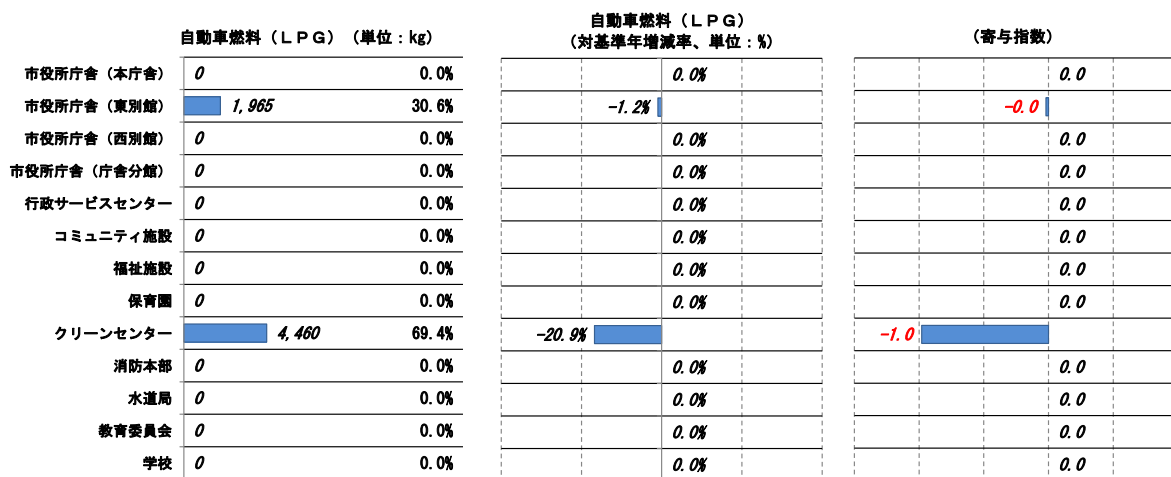 自動車燃料（ＬＰＧ）（単位：kg）
自動車燃料（ＬＰＧ）
（対基準年増減率、単位：%）
（寄与指数）
市役所庁舎（本庁舎） 0 0.0% 0.0% 0.0
市役所庁舎（東別館） 1,965 30.6% -1.2% -0.0
市役所庁舎（西別館） 0 0.0% 0.0% 0.0
市役所庁舎（庁舎分館） 0 0.0% 0.0% 0.0
行政サービスセンター 0 0.0% 0.0% 0.0
コミュニティ施設 0 0.0% 0.0% 0.0
福祉施設 0 0.0% 0.0% 0.0
保育園 0 0.0% 0.0% 0.0
クリーンセンター 4,460 69.4% -20.9% -1.0
消防本部 0 0.0% 0.0% 0.0
水道局 0 0.0% 0.0% 0.0
教育委員会 0 0.0% 0.0% 0.0
学校 0 0.0% 0.0% 0.0